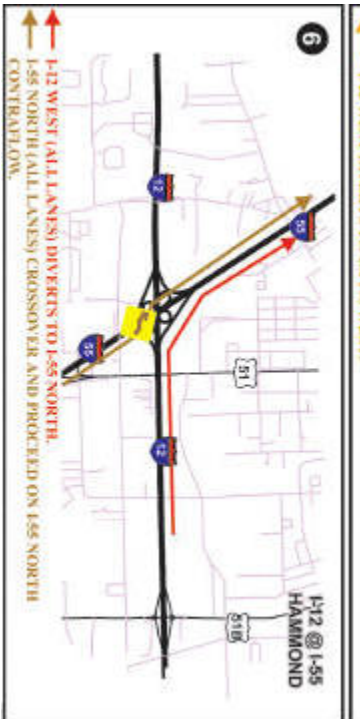 6
I-12 @ I-55
HAMMOND
55
12
51
55
12
51B
I-12 WEST (ALL LANES) DIVERTS TO I-55 NORTH.
I-55 NORTH (ALL LANES) CROSSOVER AND PROCEED ON I-55 NORTH
CONTRAFLOW.